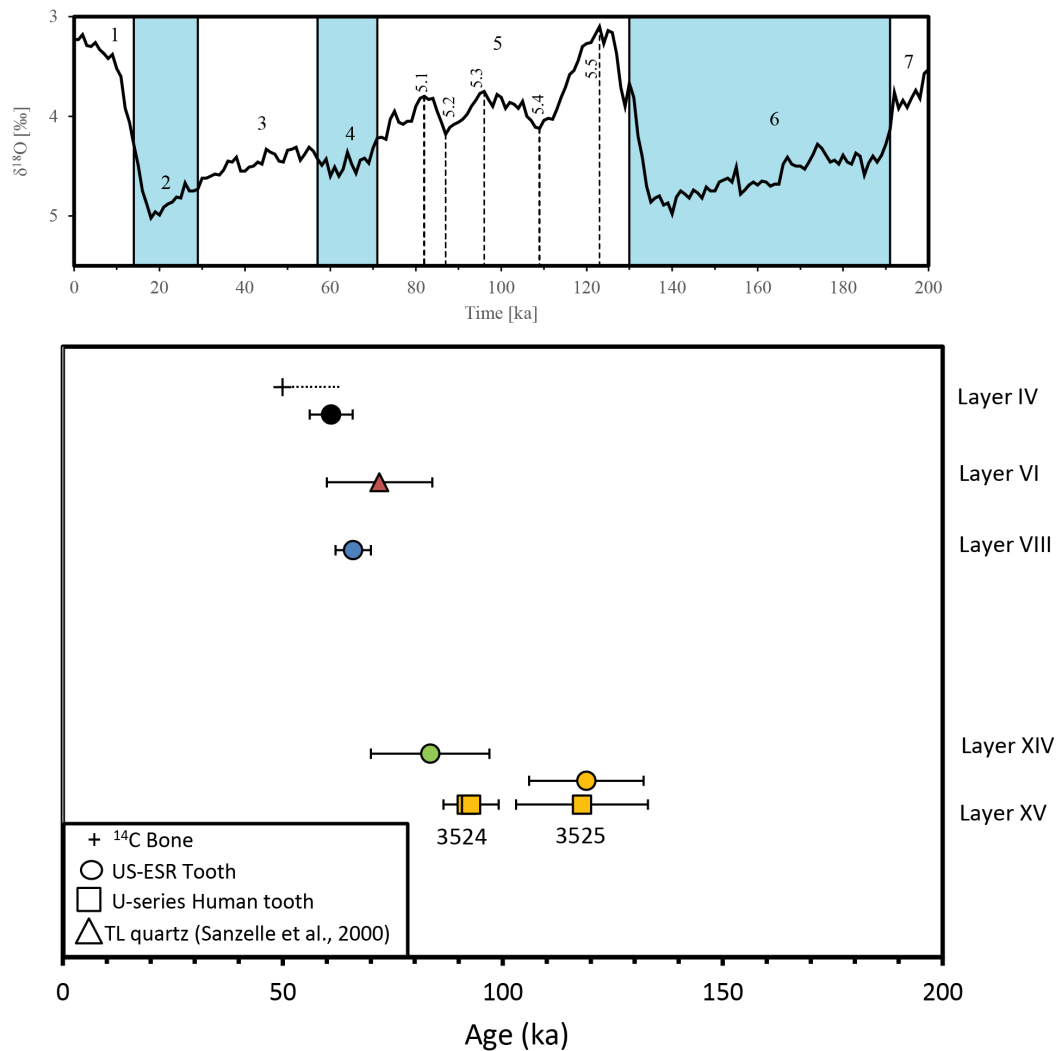 3
4
5
δ¹⁸O [‰]
1
2
3
4
5
5.1
5.2
5.3
5.4
5.5
6
7
0
20
40
60
80
100
120
140
160
180
200
Time [ka]
Layer IV
Layer VI
Layer VIII
Layer XIV
Layer XV
3524
3525
¹⁴C Bone
US-ESR Tooth
U-series Human tooth
TL quartz (Sanzelle et al., 2000)
0
50
100
150
200
Age (ka)